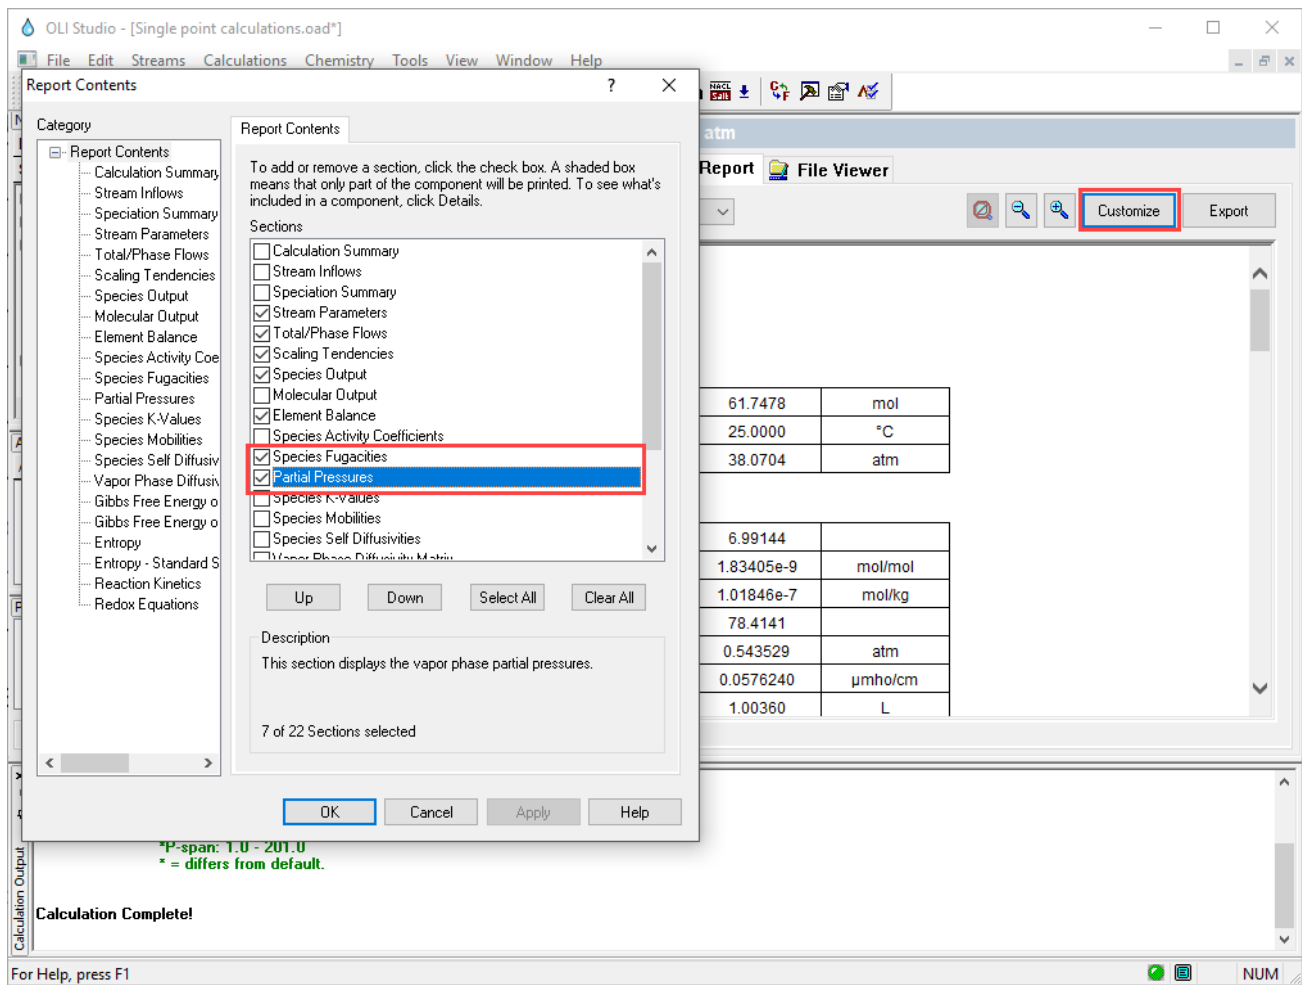 OLI Studio - [Single point calculations.oad*]
File Edit Streams Calculations Chemistry Tools View Window Help
Report Contents
?
NACL
Salt
C
F
atm
Category
Report Contents
Calculation Summary
Stream Inflows
Speciation Summary
Stream Parameters
Total/Phase Flows
Scaling Tendencies
Species Output
Molecular Output
Element Balance
Species Activity Coe
Species Fugacities
Partial Pressures
Species K-Values
Species Mobilities
Species Self Diffusiv
Vapor Phase Diffusiv
Gibbs Free Energy o
Gibbs Free Energy o
Entropy
Entropy - Standard S
Reaction Kinetics
Redox Equations
Report Contents
To add or remove a section, click the check box. A shaded box
means that only part of the component will be printed. To see what's
included in a component, click Details.
Sections
Calculation Summary
Stream Inflows
Speciation Summary
Stream Parameters
Total/Phase Flows
Scaling Tendencies
Species Output
Molecular Output
Element Balance
Species Activity Coefficients
Species Fugacities
Partial Pressures
Species K-Values
Species Mobilities
Species Self Diffusivities
Vapor Phase Diffusivity Matrix
Up Down Select All Clear All
Description
This section displays the vapor phase partial pressures.
7 of 22 Sections selected
OK Cancel Apply Help
Report File Viewer
Customize Export
61.7478 mol
25.0000 °C
38.0704 atm
6.99144
1.83405e-9 mol/mol
1.01846e-7 mol/kg
78.4141
0.543529 atm
0.0576240 µmho/cm
1.00360 L
Calculation Output
*P-span: 1.0 - 201.0
* = differs from default.
Calculation Complete!
For Help, press F1
NUM